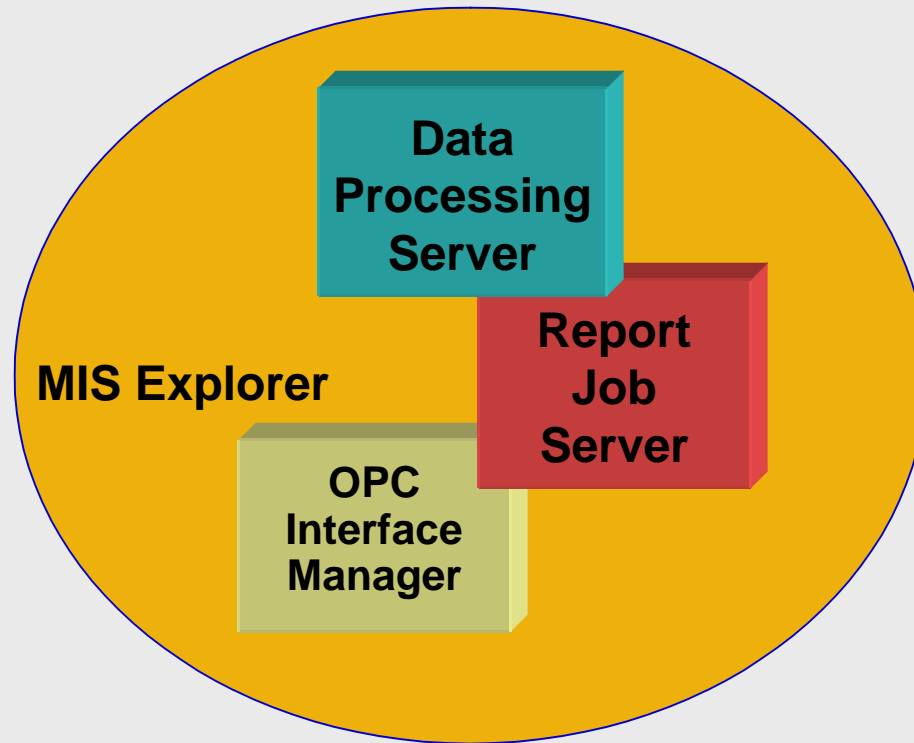 Data
Processing
Server
Report
Job
Server
MIS Explorer
OPC
Interface
Manager